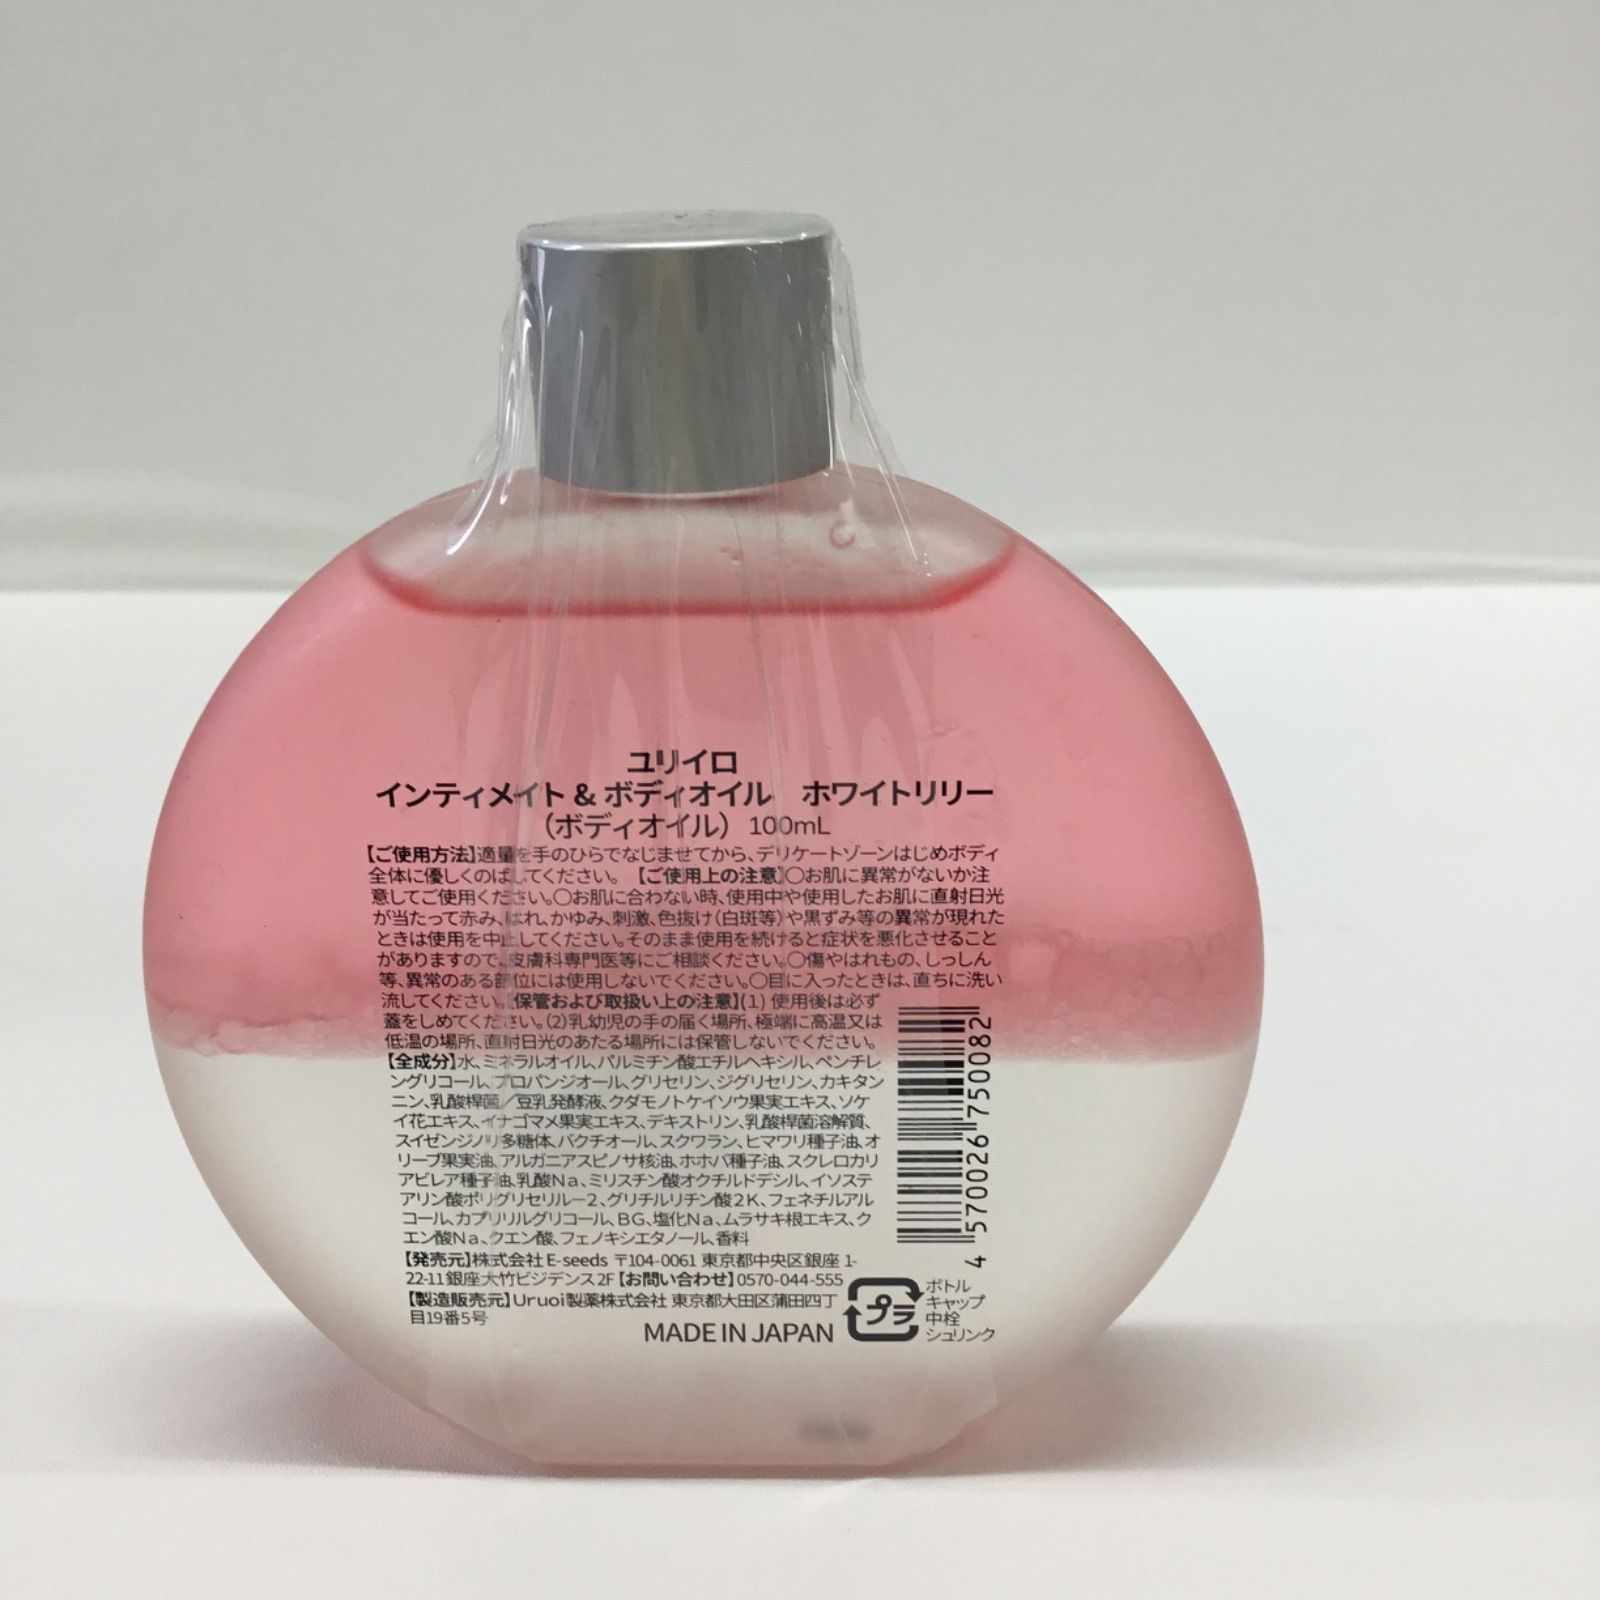 ユリイロ
インティメイト & ボディオイル　ホワイトリリー
（ボディオイル） 100mL
【ご使用方法】適量を手のひらでなじませてから、デリケートゾーンはじめボディ
全体に優しくのばしてください。【ご使用上の注意】○お肌に異常がないか注
意してご使用ください。○お肌に合わない時、使用中や使用したお肌に直射日光
が当たって赤み、はれ、かゆみ、刺激、色抜け（白斑等）や黒ずみ等の異常が現れた
ときは使用を中止してください。そのまま使用を続けると症状を悪化させること
がありますので、皮膚科専門医等にご相談ください。○傷やはれもの、しっしん
等、異常のある部位には使用しないでください。○目に入ったときは、直ちに洗い
流してください。【保管および取扱い上の注意】(1) 使用後は必ず
蓋をしめてください。(2)乳幼児の手の届く場所、極端に高温又は
低温の場所、直射日光のあたる場所には保管しないでください。
【全成分】水、ミネラルオイル、パルミチン酸エチルヘキシル、ペンチレ
ングリコール、プロパンジオール、グリセリン、ジグリセリン、カキタン
ニン、乳酸桿菌／豆乳発酵液、クダモノトケイソウ果実エキス、ソケ
イ花エキス、イナゴマメ果実エキス、デキストリン、乳酸桿菌溶解質、
スイゼンジノリ多糖体、バクチオール、スクワラン、ヒマワリ種子油、オ
リーブ果実油、アルガニアスピノサ核油、ホホバ種子油、スクレロカリ
アビレア種子油、乳酸Ｎａ、ミリスチン酸オクチルドデシル、イソステ
アリン酸ポリグリセリル－２、グリチルリチン酸２Ｋ、フェネチルアル
コール、カプリリルグリコール、ＢＧ、塩化Ｎａ、ムラサキ根エキス、ク
エン酸Ｎａ、クエン酸、フェノキシエタノール、香料
【発売元】株式会社 E-seeds 〒104-0061 東京都中央区銀座 1-
22-11 銀座大竹ビジデンス 2F【お問い合わせ】0570-044-555
【製造販売元】Uruoi製薬株式会社 東京都大田区蒲田四丁
目19番5号
MADE IN JAPAN
プラ
ボトル
キャップ
中栓
シュリンク
4 570026 750082